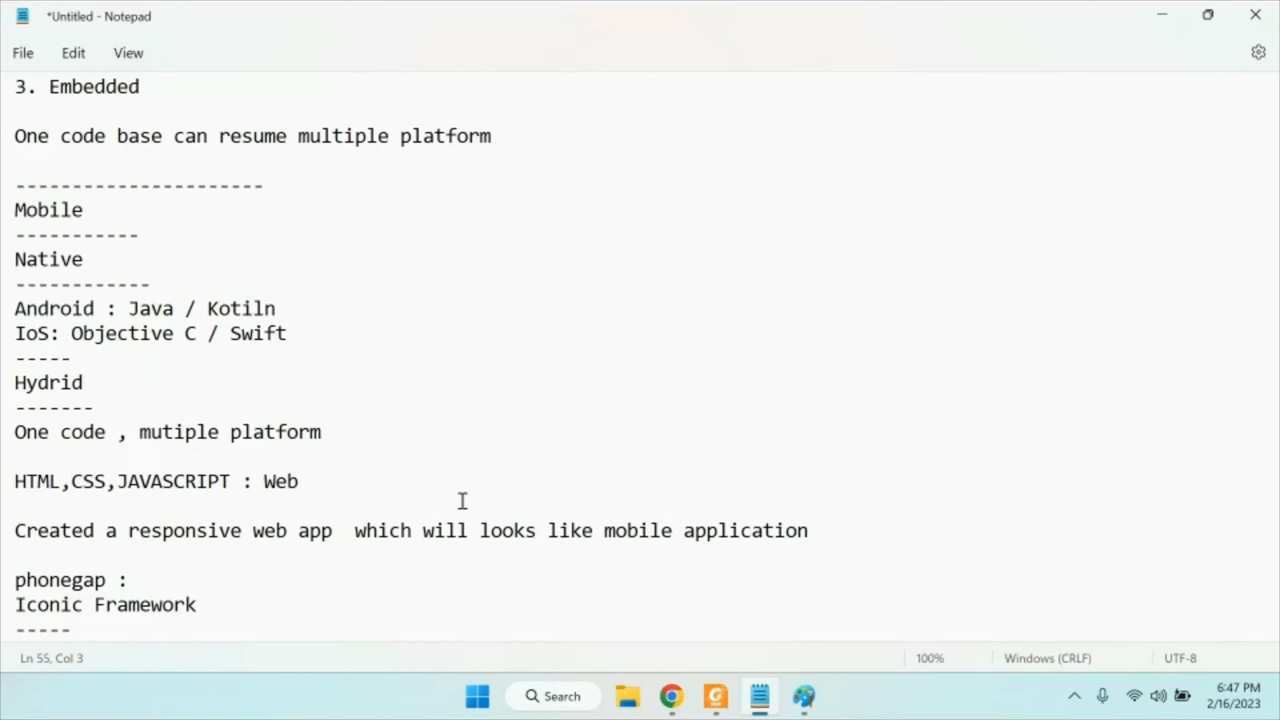 *Untitled - Notepad
File Edit View
3. Embedded
One code base can resume multiple platform
----------------------
Mobile
-----------
Native
------------
Android : Java / Kotiln
IoS: Objective C / Swift
-----
Hydrid
-------
One code , mutiple platform
HTML,CSS,JAVASCRIPT : Web
Created a responsive web app  which will looks like mobile application
phonegap :
Iconic Framework
-----
Ln 55, Col 3 100% Windows (CRLF) UTF-8
Search
6:47 PM
2/16/2023